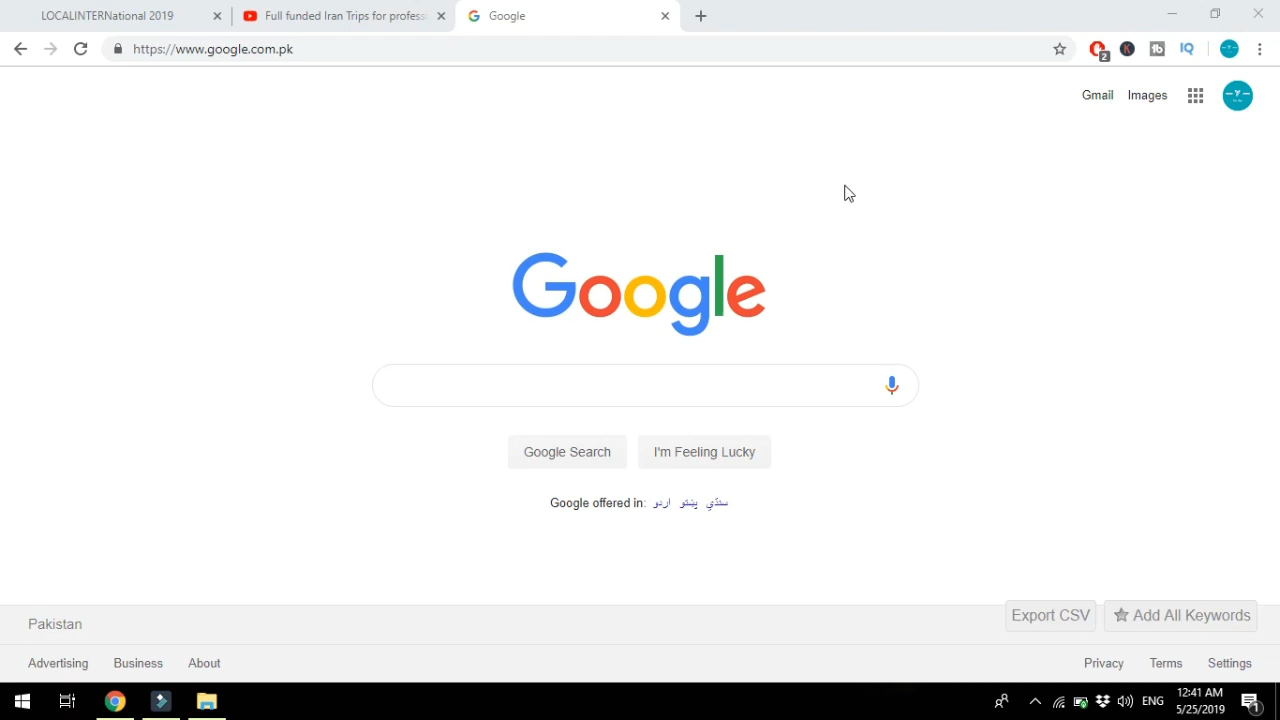 LOCALINTERNational 2019
Full funded Iran Trips for profess
Google
https://www.google.com.pk
2
Gmail Images
Google
Google Search I'm Feeling Lucky
Google offered in: اردو پښتو سنڌي
Export CSV Add All Keywords
Pakistan
Advertising Business About Privacy Terms Settings
ENG 12:41 AM
5/25/2019
1